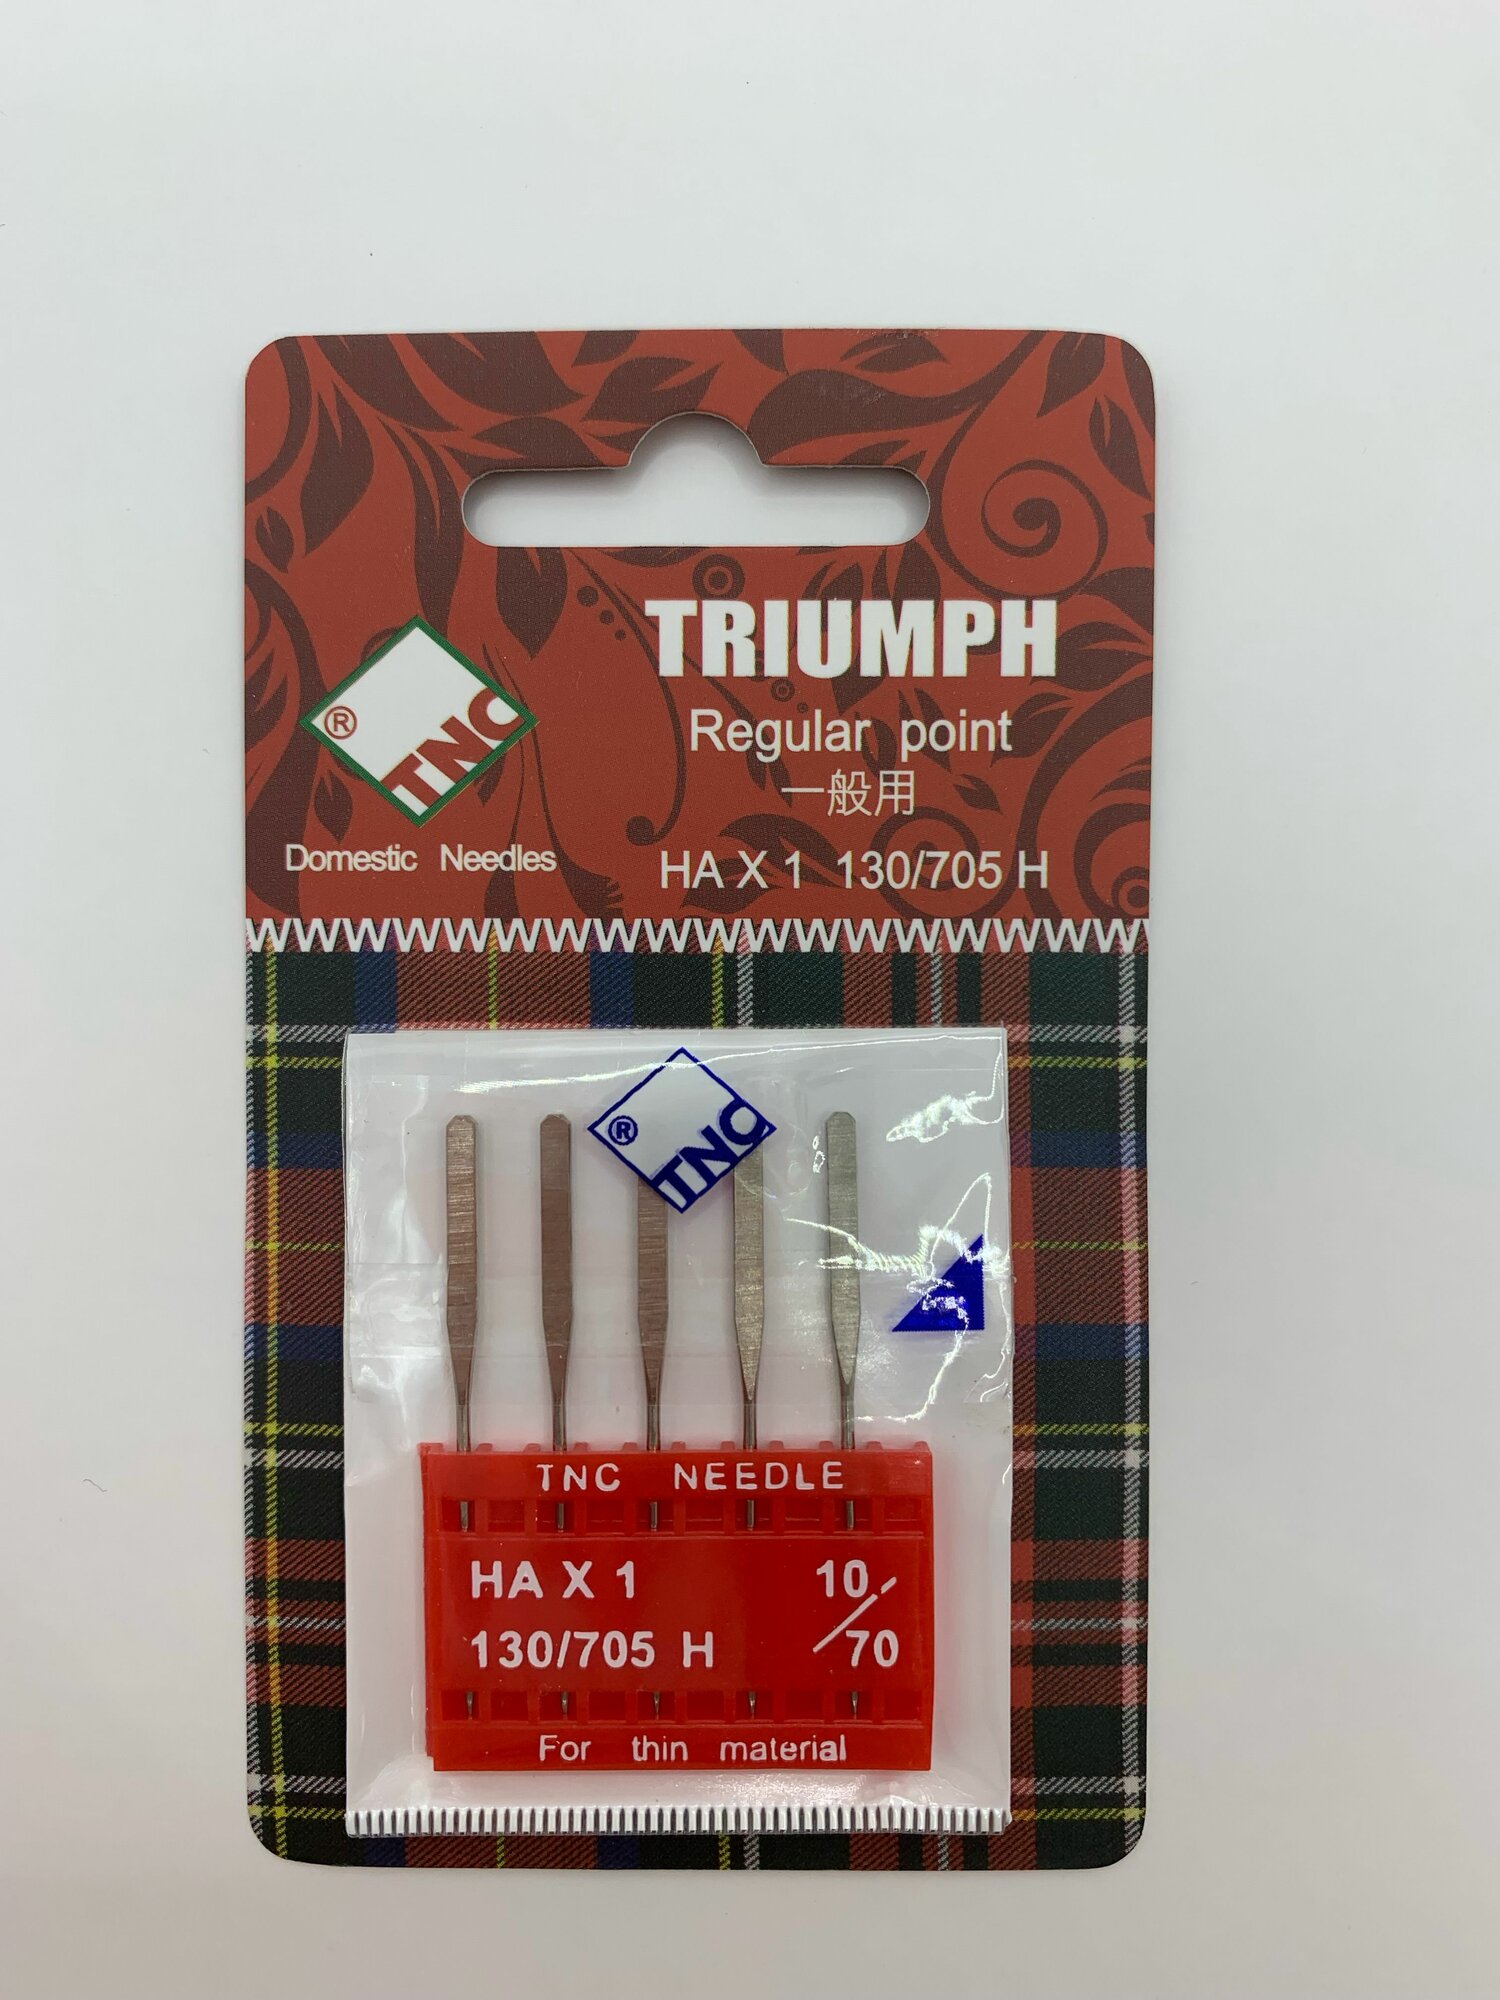 TRIUMPH
Regular point
一般用
® TNC
Domestic Needles
HA X 1 130/705 H
® TNC
TNC NEEDLE
HA X 1 10/70
130/705 H
For thin material